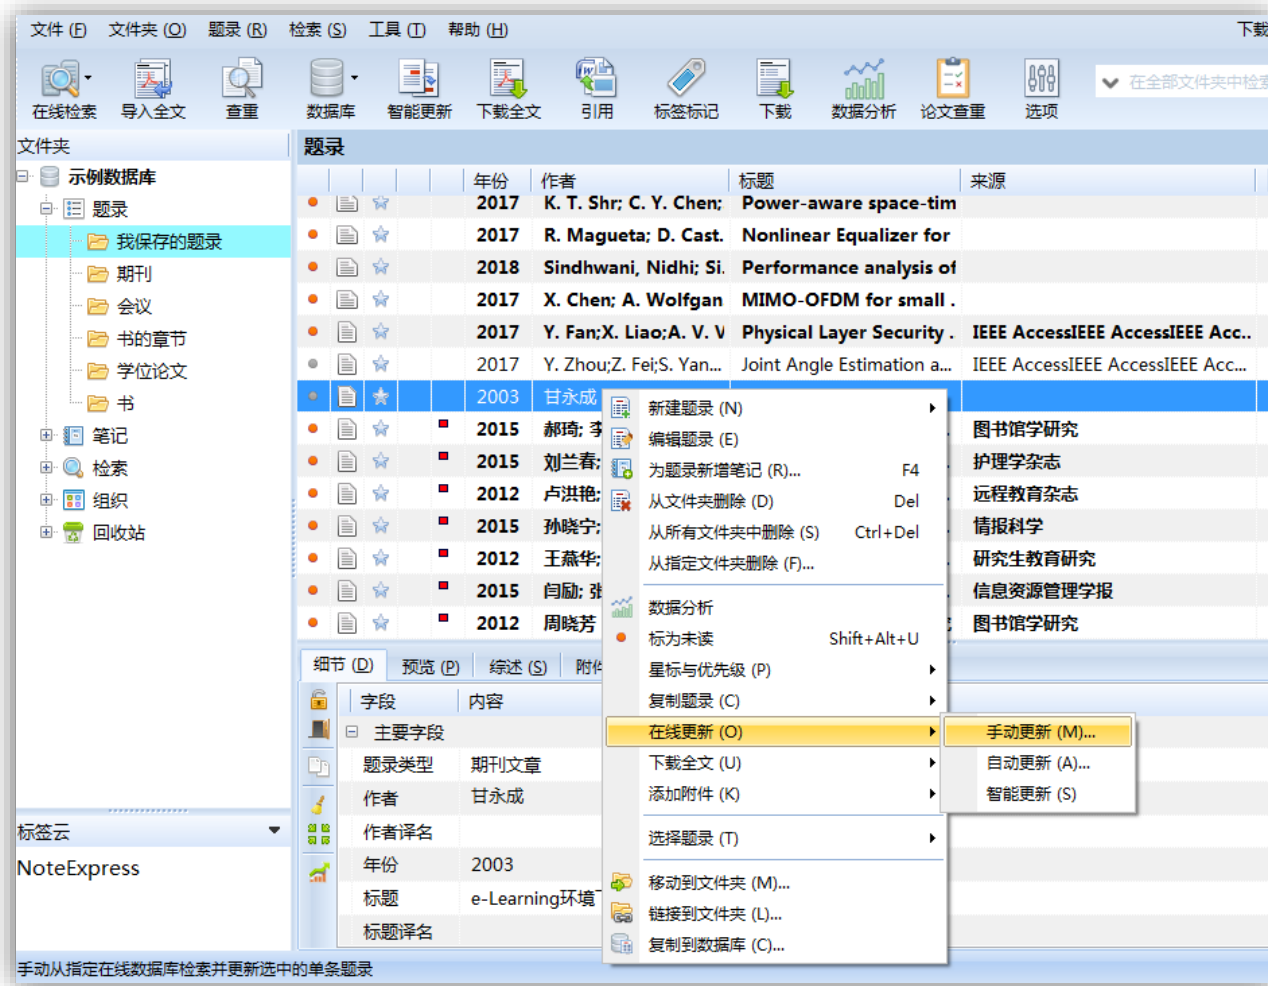 文件 (F) 文件夹 (O) 题录 (R) 检索 (S) 工具 (T) 帮助 (H) 下载
在线检索 导入全文 查重 数据库 智能更新 下载全文 引用 标签标记 下载 数据分析 论文查重 选项 在全部文件夹中检索
文件夹
示例数据库
题录
我保存的题录
期刊
会议
书的章节
学位论文
书
笔记
检索
组织
回收站
标签云
NoteExpress
题录
年份 作者 标题 来源
2017 K. T. Shr; C. Y. Chen; Power-aware space-tim
2017 R. Magueta; D. Cast. Nonlinear Equalizer for
2018 Sindhwani, Nidhi; Si. Performance analysis of
2017 X. Chen; A. Wolfgan MIMO-OFDM for small .
2017 Y. Fan;X. Liao;A. V. V Physical Layer Security . IEEE AccessIEEE AccessIEEE Acc..
2017 Y. Zhou;Z. Fei;S. Yan... Joint Angle Estimation a... IEEE AccessIEEE AccessIEEE Acc...
2003 甘永成
2015 郝琦; 李 图书馆学研究
2015 刘兰春; 护理学杂志
2012 卢洪艳; 远程教育杂志
2015 孙晓宁; 情报科学
2012 王燕华; 研究生教育研究
2015 闫励; 张 信息资源管理学报
2012 周晓芳 图书馆学研究
新建题录 (N)
编辑题录 (E)
为题录新增笔记 (R)... F4
从文件夹删除 (D) Del
从所有文件夹中删除 (S) Ctrl+Del
从指定文件夹删除 (F)...
数据分析
标为未读 Shift+Alt+U
星标与优先级 (P)
复制题录 (C)
在线更新 (O)
下载全文 (U)
添加附件 (K)
选择题录 (T)
移动到文件夹 (M)...
链接到文件夹 (L)...
复制到数据库 (C)...
手动更新 (M)...
自动更新 (A)...
智能更新 (S)
细节 (D) 预览 (P) 综述 (S) 附件
字段 内容
主要字段
题录类型 期刊文章
作者 甘永成
作者译名
年份 2003
标题 e-Learning环境
标题译名
手动从指定在线数据库检索并更新选中的单条题录